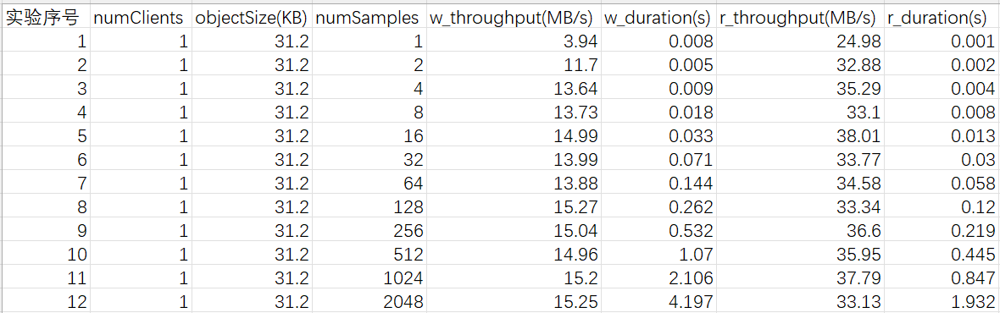 实验序号 numClients objectSize(KB) numSamples w_throughput(MB/s) w_duration(s) r_throughput(MB/s) r_duration(s)
1 1 31.2 1 3.94 0.008 24.98 0.001
2 1 31.2 2 11.7 0.005 32.88 0.002
3 1 31.2 4 13.64 0.009 35.29 0.004
4 1 31.2 8 13.73 0.018 33.1 0.008
5 1 31.2 16 14.99 0.033 38.01 0.013
6 1 31.2 32 13.99 0.071 33.77 0.03
7 1 31.2 64 13.88 0.144 34.58 0.058
8 1 31.2 128 15.27 0.262 33.34 0.12
9 1 31.2 256 15.04 0.532 36.6 0.219
10 1 31.2 512 14.96 1.07 35.95 0.445
11 1 31.2 1024 15.2 2.106 37.79 0.847
12 1 31.2 2048 15.25 4.197 33.13 1.932